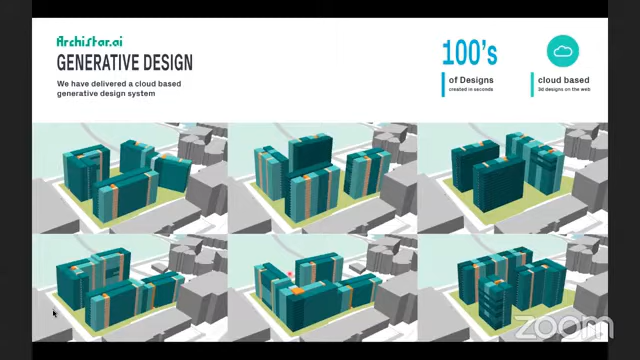 Archistar.ai
GENERATIVE DESIGN
We have delivered a cloud based
generative design system
100's
of Designs
created in seconds
cloud based
3d designs on the web
zoom